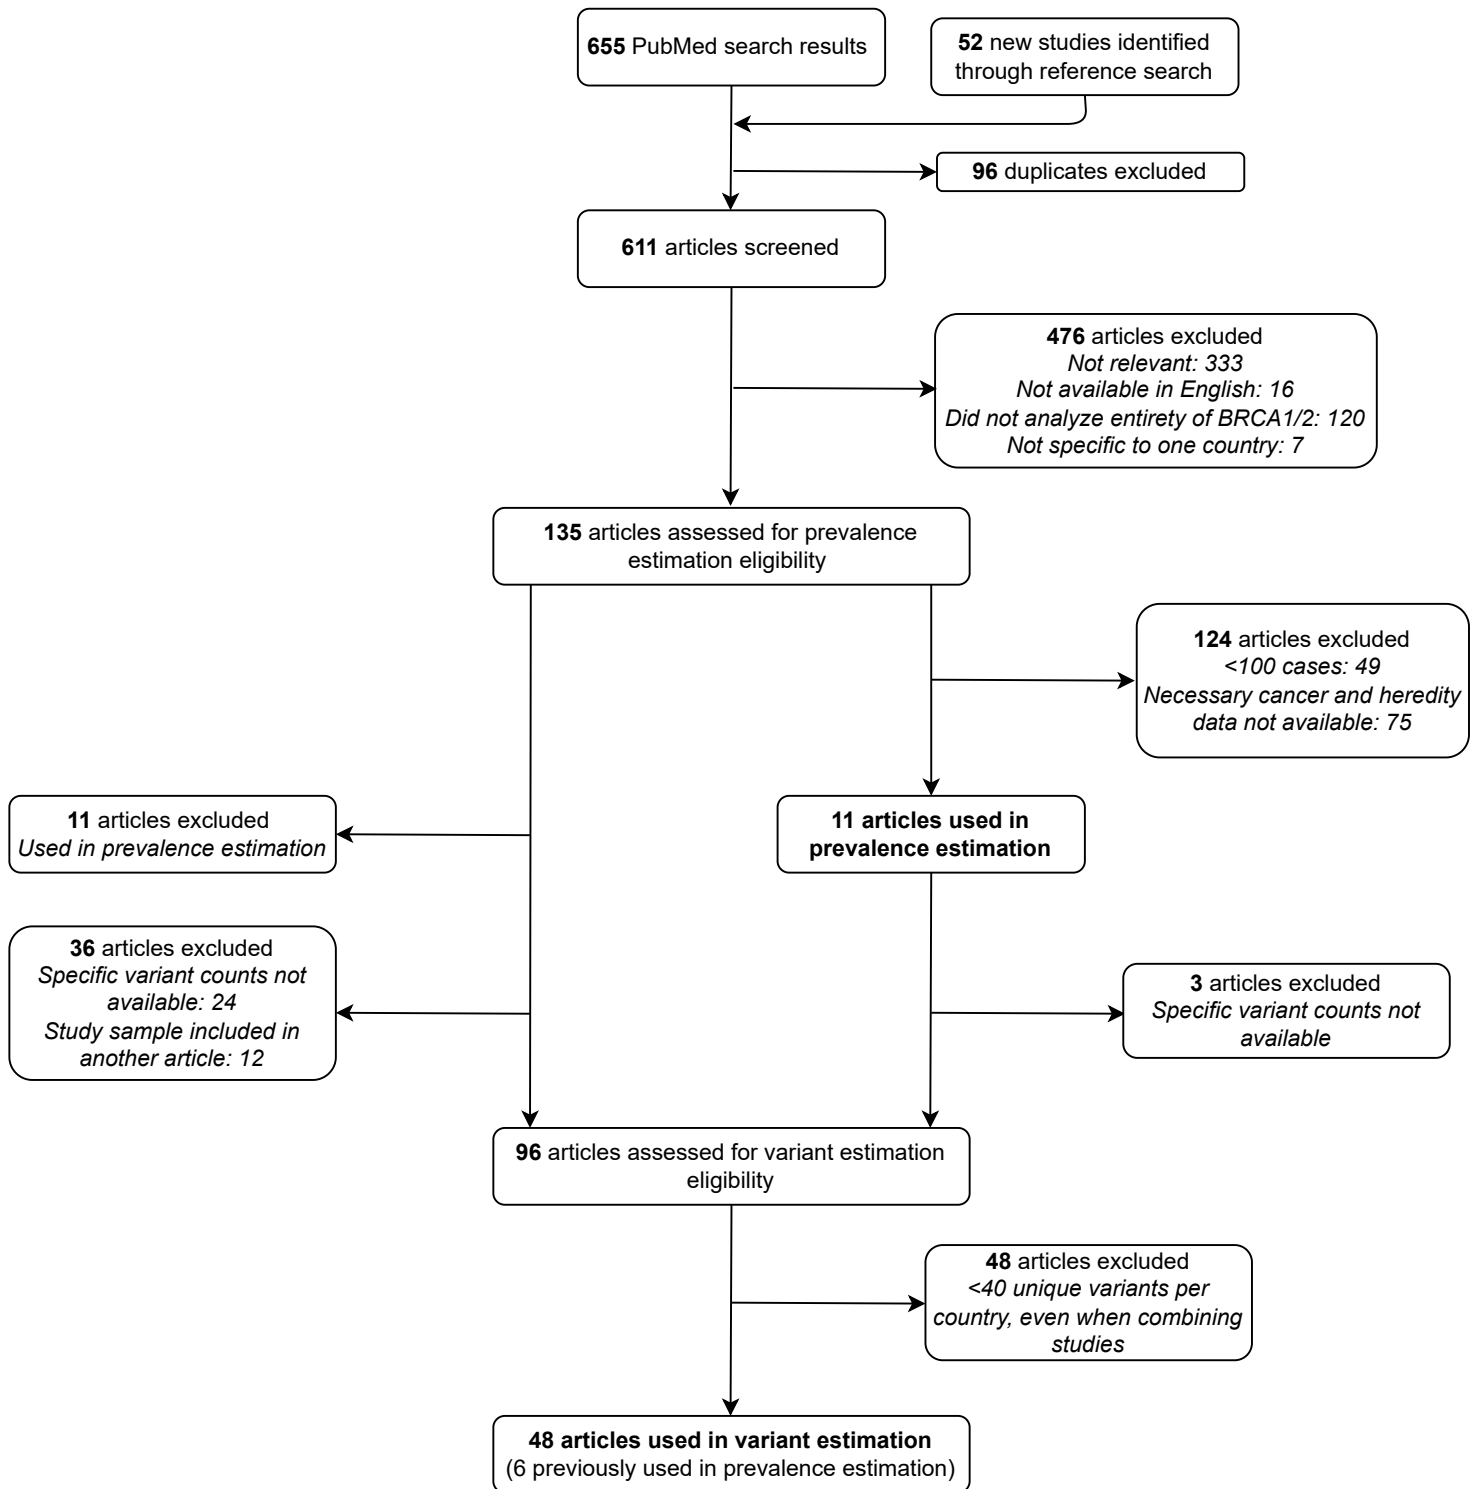 655 PubMed search results
52 new studies identified
through reference search
96 duplicates excluded
611 articles screened
476 articles excluded
Not relevant: 333
Not available in English: 16
Did not analyze entirety of BRCA1/2: 120
Not specific to one country: 7
135 articles assessed for prevalence
estimation eligibility
124 articles excluded
<100 cases: 49
Necessary cancer and heredity
data not available: 75
11 articles excluded
Used in prevalence estimation
11 articles used in
prevalence estimation
36 articles excluded
Specific variant counts not
available: 24
Study sample included in
another article: 12
3 articles excluded
Specific variant counts not
available
96 articles assessed for variant estimation
eligibility
48 articles excluded
<40 unique variants per
country, even when combining
studies
48 articles used in variant estimation
(6 previously used in prevalence estimation)